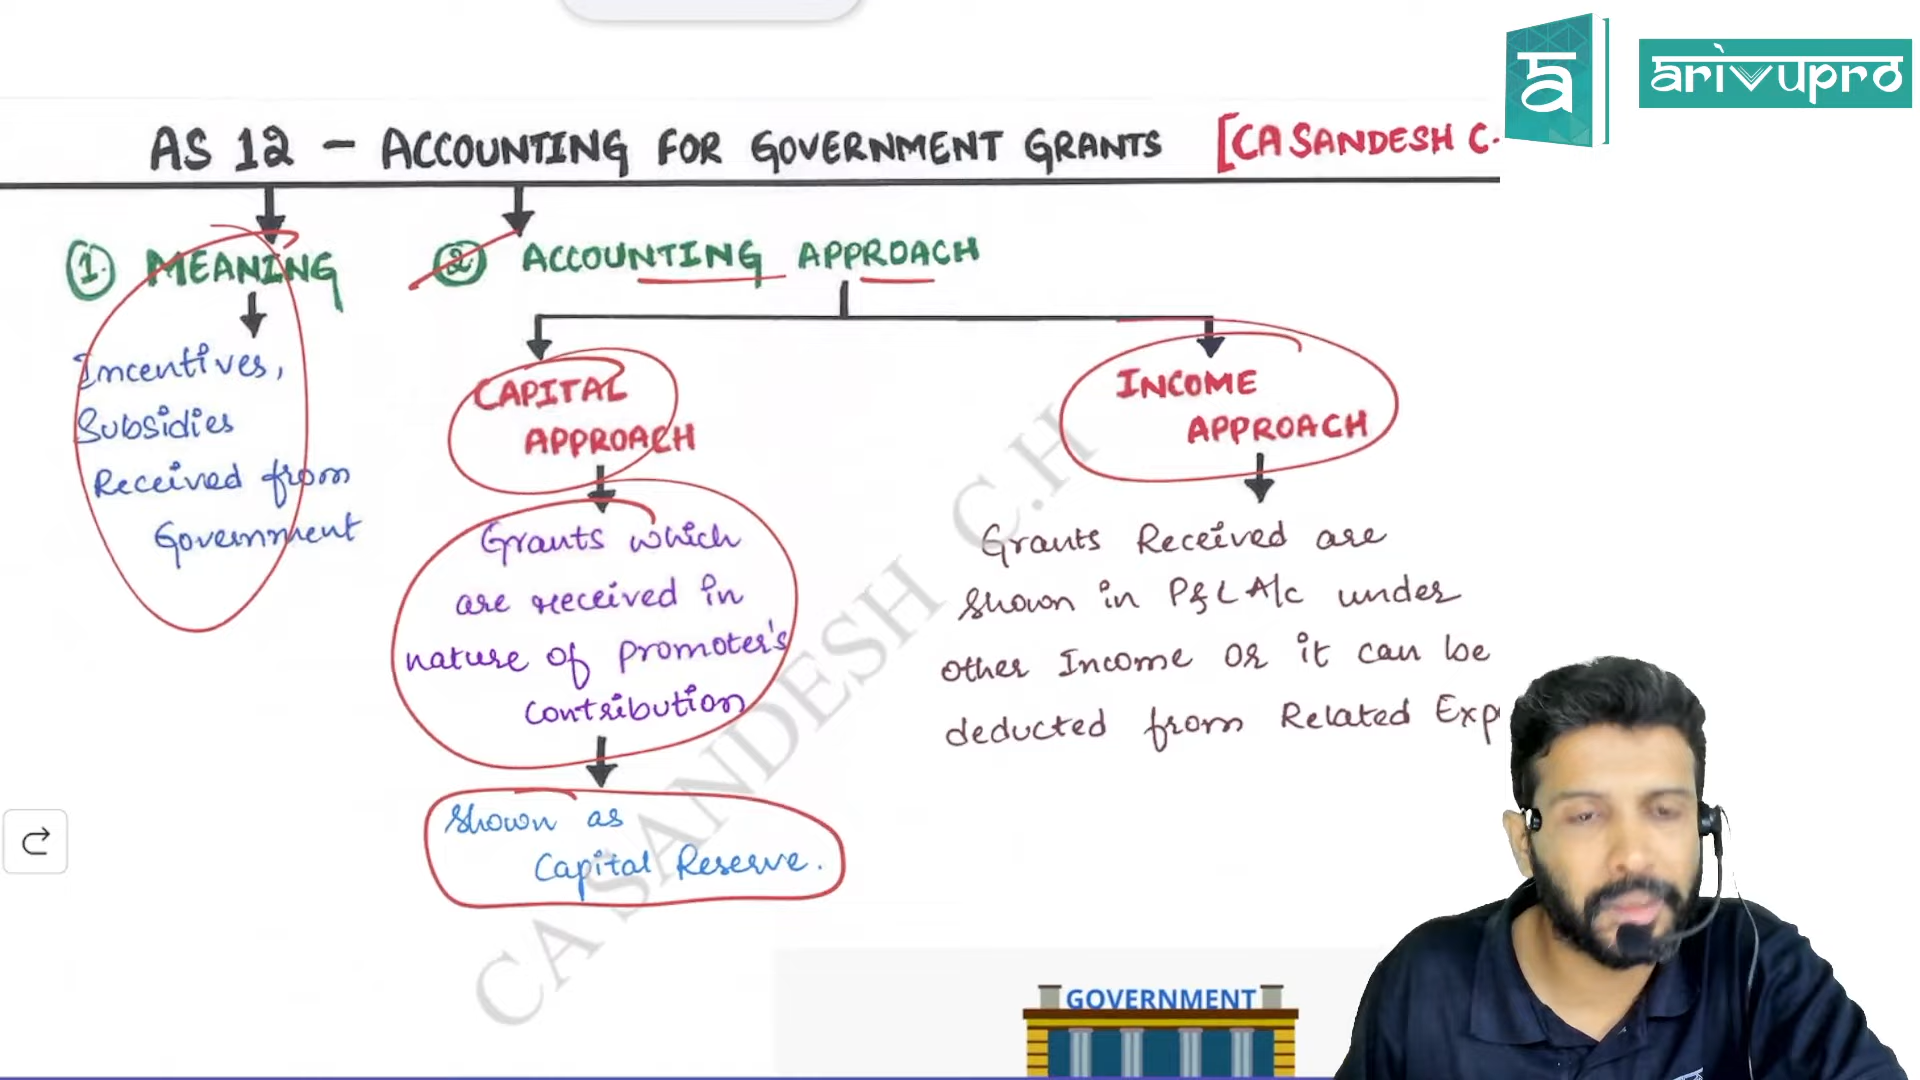 a
arivupro
AS 12 - ACCOUNTING FOR GOVERNMENT GRANTS [CA SANDESH C.
1. MEANING
Incentives,
Subsidies
Received from
Government
2 ACCOUNTING APPROACH
CAPITAL
APPROACH
Grants which
are received in
nature of promoter's
contribution
Shown as
Capital Reserve.
INCOME
APPROACH
Grants Received are
shown in P&L A/c under
other Income or it can be
deducted from Related Exp
CA SANDESH C.H
GOVERNMENT